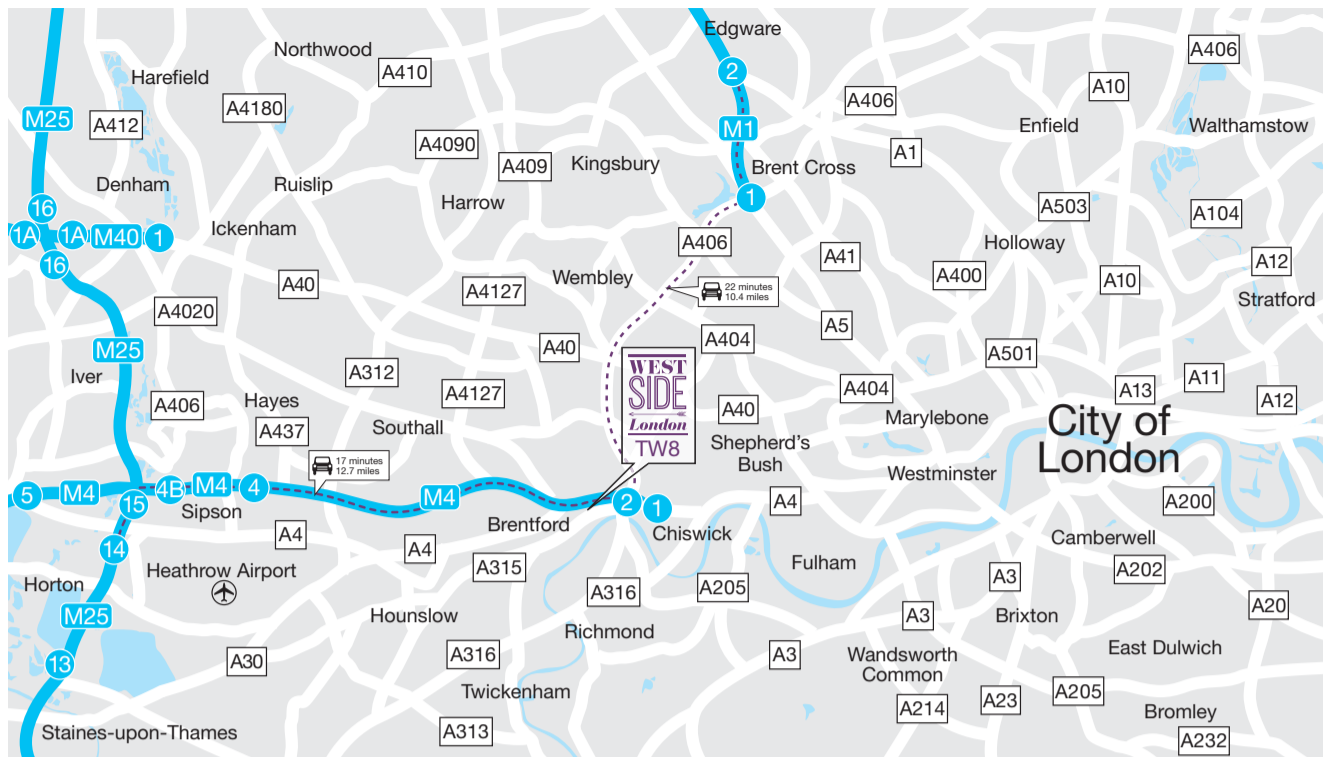 Edgware
Northwood
A406
Harefield
A410
2
A10
A4180
A406
M25
A412
M1
Enfield
Walthamstow
A4090
A1
A409
Kingsbury
Brent Cross
Denham
Ruislip
1
Harrow
A503
16
A104
Ickenham
1A
1A
M40
1
A406
Holloway
A41
16
A12
Wembley
A400
A10
A40
A4127
22 minutes
10.4 miles
Stratford
A4020
A5
A404
M25
A40
A501
WEST
SIDE
London
TW8
Iver
A312
A11
A404
A13
A4127
Hayes
A406
A40
A12
Marylebone
City of
London
A437
Southall
Shepherd's
Bush
17 minutes
12.7 miles
Westminster
5
M4
4B
M4
4
M4
15
Sipson
2
1
A4
A200
Brentford
Chiswick
A4
Camberwell
14
A4
Fulham
Heathrow Airport
A315
A202
Horton
A3
A316
A205
A20
M25
Hounslow
A3
Brixton
Richmond
East Dulwich
A30
A316
A3
Wandsworth
Common
13
Twickenham
A205
A23
A214
Bromley
Staines-upon-Thames
A313
A232